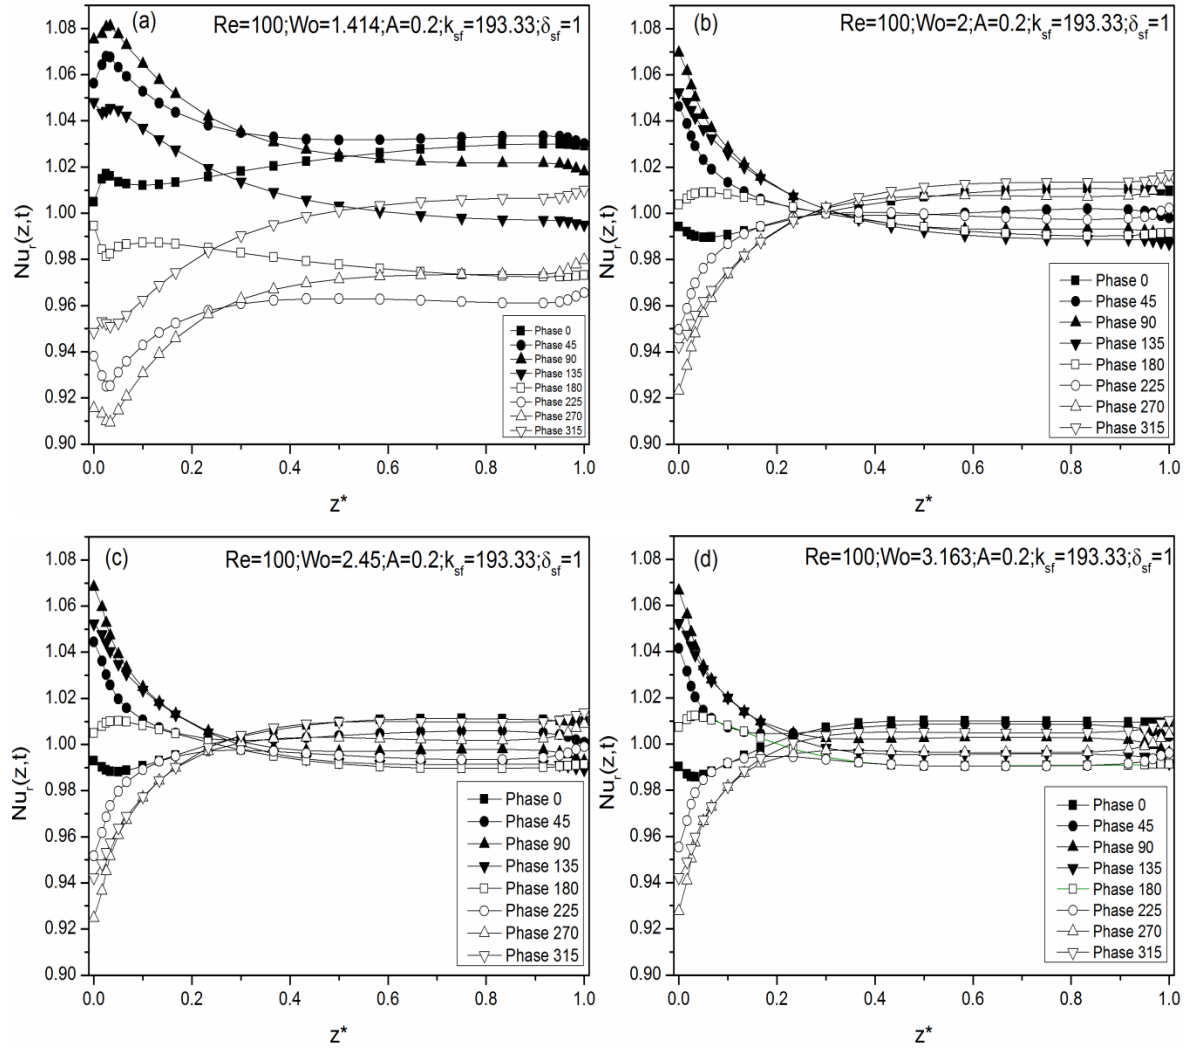 (a)
Re=100;Wo=1.414;A=0.2;k_sf=193.33;δ_sf=1
Nu_r(z,t)
1.08
1.06
1.04
1.02
1.00
0.98
0.96
0.94
0.92
0.90
Phase 0
Phase 45
Phase 90
Phase 135
Phase 180
Phase 225
Phase 270
Phase 315
0.0 0.2 0.4 0.6 0.8 1.0
z*
(b)
Re=100;Wo=2;A=0.2;k_sf=193.33;δ_sf=1
Nu_r(z,t)
1.08
1.06
1.04
1.02
1.00
0.98
0.96
0.94
0.92
0.90
Phase 0
Phase 45
Phase 90
Phase 135
Phase 180
Phase 225
Phase 270
Phase 315
0.0 0.2 0.4 0.6 0.8 1.0
z*
(c)
Re=100;Wo=2.45;A=0.2;k_sf=193.33;δ_sf=1
Nu_r(z,t)
1.08
1.06
1.04
1.02
1.00
0.98
0.96
0.94
0.92
0.90
Phase 0
Phase 45
Phase 90
Phase 135
Phase 180
Phase 225
Phase 270
Phase 315
0.0 0.2 0.4 0.6 0.8 1.0
z*
(d)
Re=100;Wo=3.163;A=0.2;k_sf=193.33;δ_sf=1
Nu_r(z,t)
1.08
1.06
1.04
1.02
1.00
0.98
0.96
0.94
0.92
0.90
Phase 0
Phase 45
Phase 90
Phase 135
Phase 180
Phase 225
Phase 270
Phase 315
0.0 0.2 0.4 0.6 0.8 1.0
z*